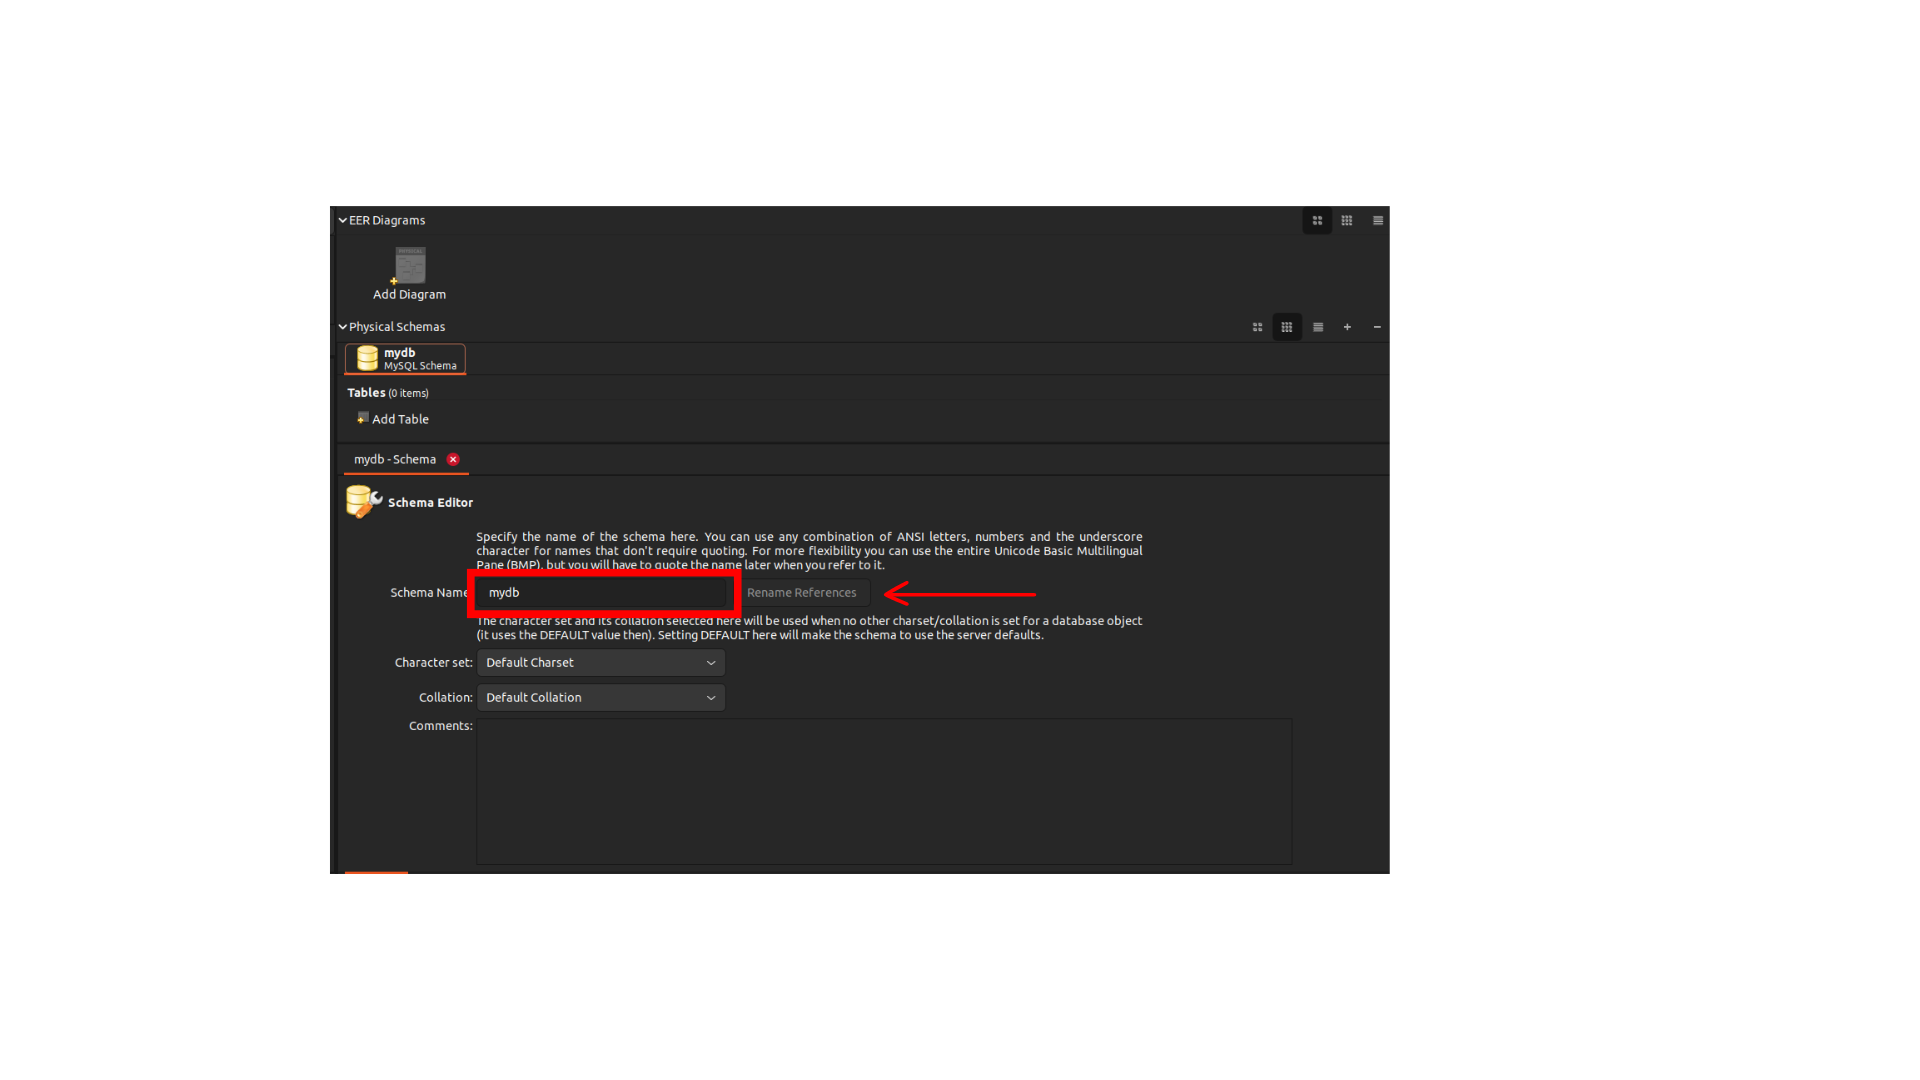 EER Diagrams
Add Diagram
Physical Schemas
mydb
MySQL Schema
Tables (0 items)
Add Table
mydb - Schema
Schema Editor
Specify the name of the schema here. You can use any combination of ANSI letters, numbers and the underscore
character for names that don't require quoting. For more flexibility you can use the entire Unicode Basic Multilingual
Pane (BMP), but you will have to quote the name later when you refer to it.
Schema Name mydb Rename References
The character set and its collation selected here will be used when no other charset/collation is set for a database object
(it uses the DEFAULT value then). Setting DEFAULT here will make the schema to use the server defaults.
Character set: Default Charset
Collation: Default Collation
Comments: